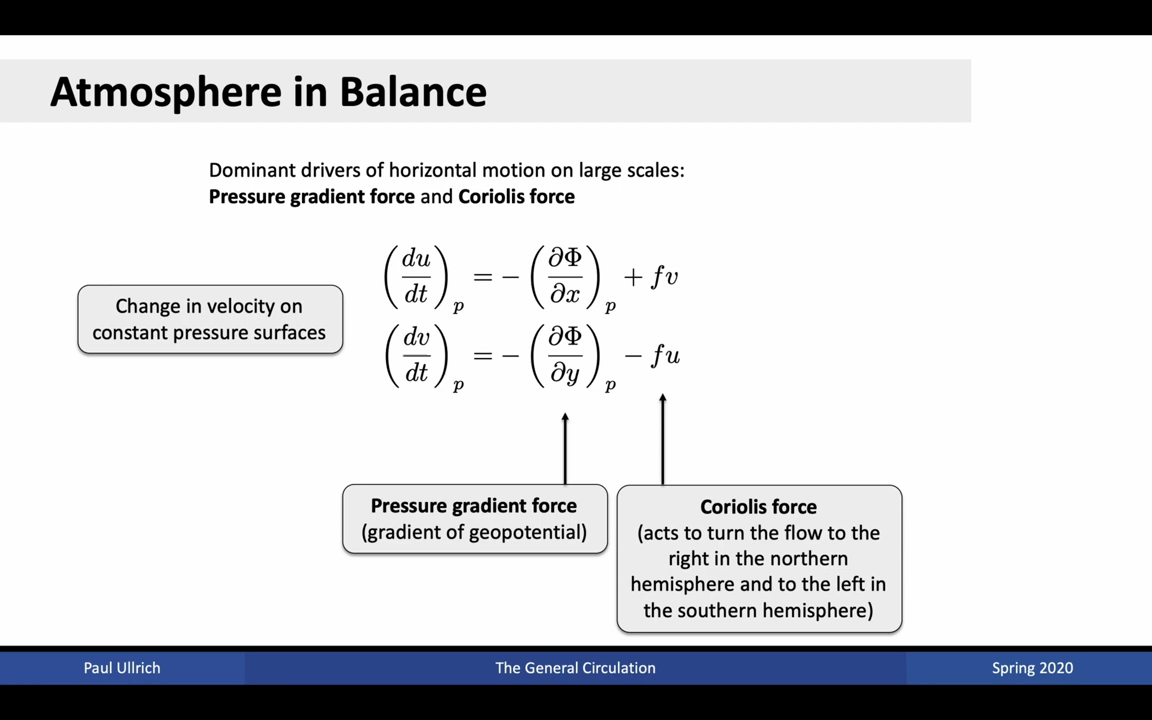 Atmosphere in Balance
Dominant drivers of horizontal motion on large scales:
Pressure gradient force and Coriolis force
Change in velocity on
constant pressure surfaces
(du/dt)_p = −(∂Φ/∂x)_p + fv
(dv/dt)_p = −(∂Φ/∂y)_p − fu
Pressure gradient force
(gradient of geopotential)
Coriolis force
(acts to turn the flow to the
right in the northern
hemisphere and to the left in
the southern hemisphere)
Paul Ullrich
The General Circulation
Spring 2020